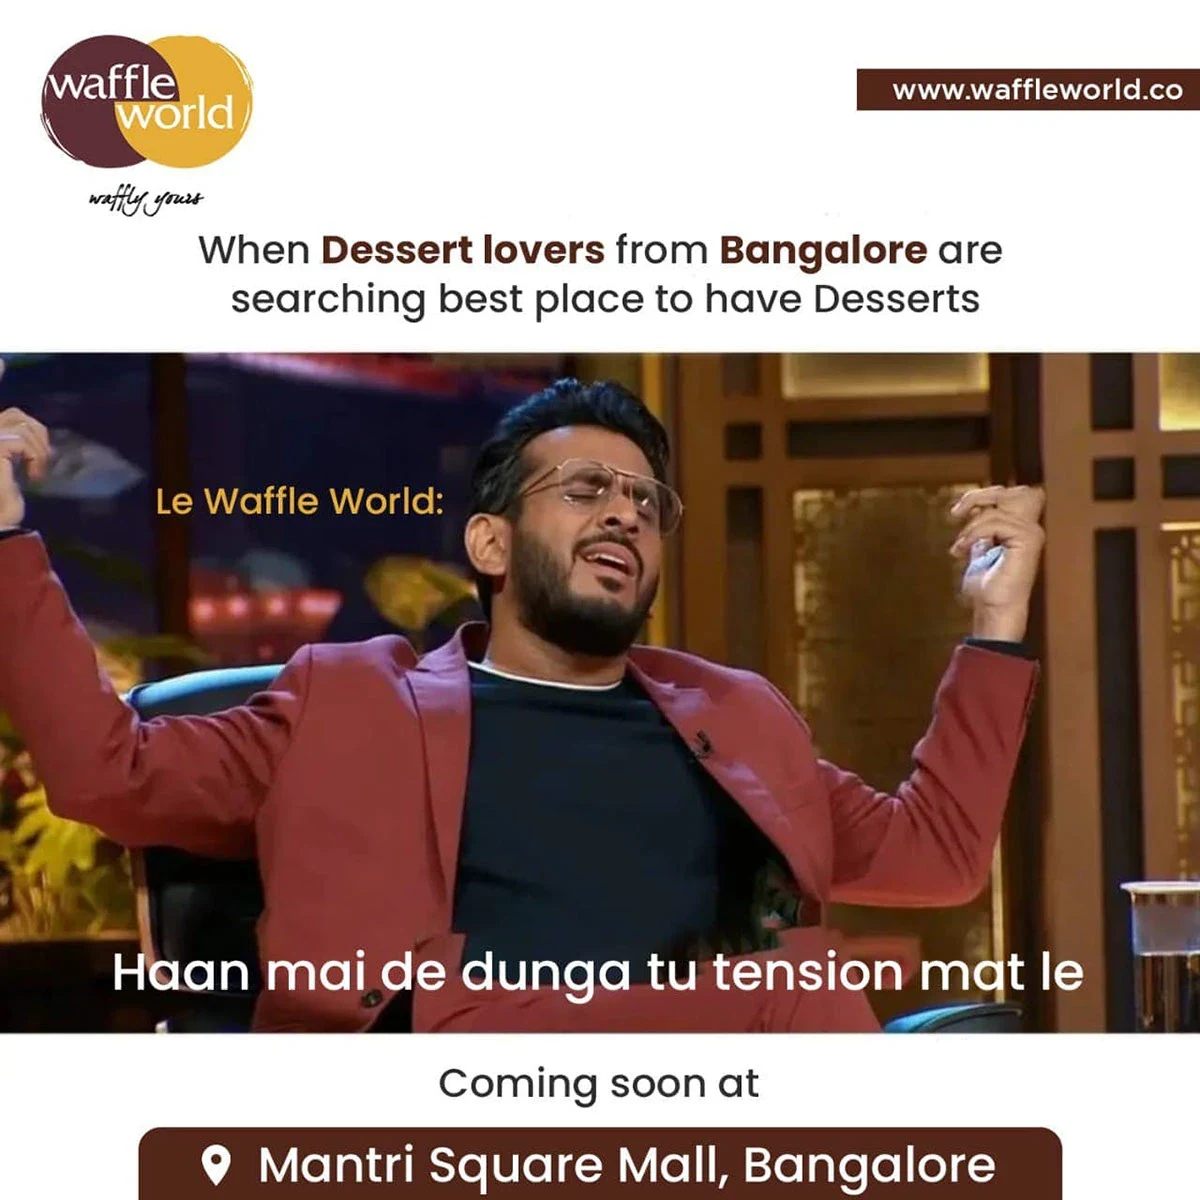 waffle
world
waffly yours
www.waffleworld.co
When Dessert lovers from Bangalore are
searching best place to have Desserts
Le Waffle World:
Haan mai de dunga tu tension mat le
Coming soon at
Mantri Square Mall, Bangalore